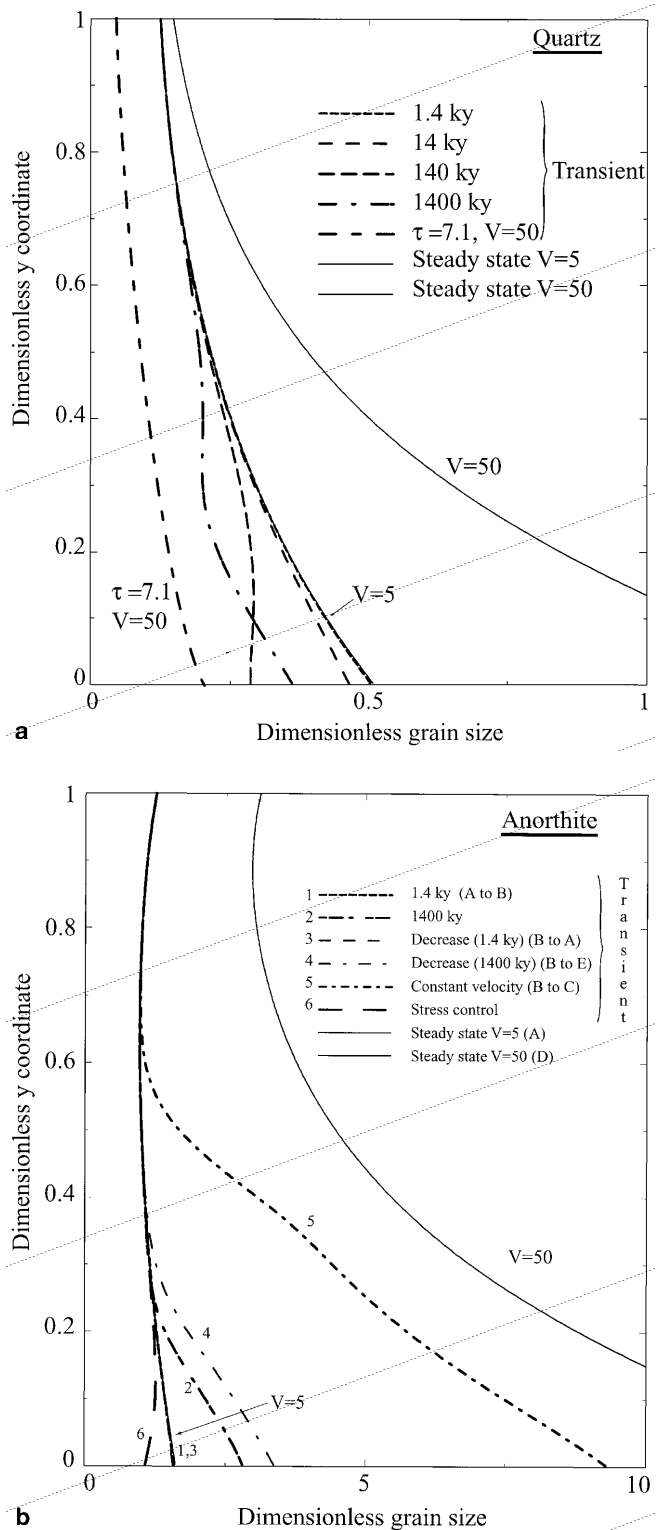 1
Quartz
1.4 ky
0.8
14 ky
140 ky
Transient
1400 ky
τ =7.1, V=50
Steady state V=5
0.6
Steady state V=50
Dimensionless y coordinate
0.4
V=50
0.2
τ =7.1
V=50
V=5
0
0
0.5
1
a
Dimensionless grain size
1
Anorthite
1 1.4 ky (A to B)
2 1400 ky
3 Decrease (1.4 ky) (B to A)
4 Decrease (1400 ky) (B to E)
5 Constant velocity (B to C)
6 Stress control
Steady state V=5 (A)
Steady state V=50 (D)
Transient
0.8
0.6
Dimensionless y coordinate
0.4
5
V=50
0.2
4
2
V=5
6
1,3
0
0
5
10
b
Dimensionless grain size